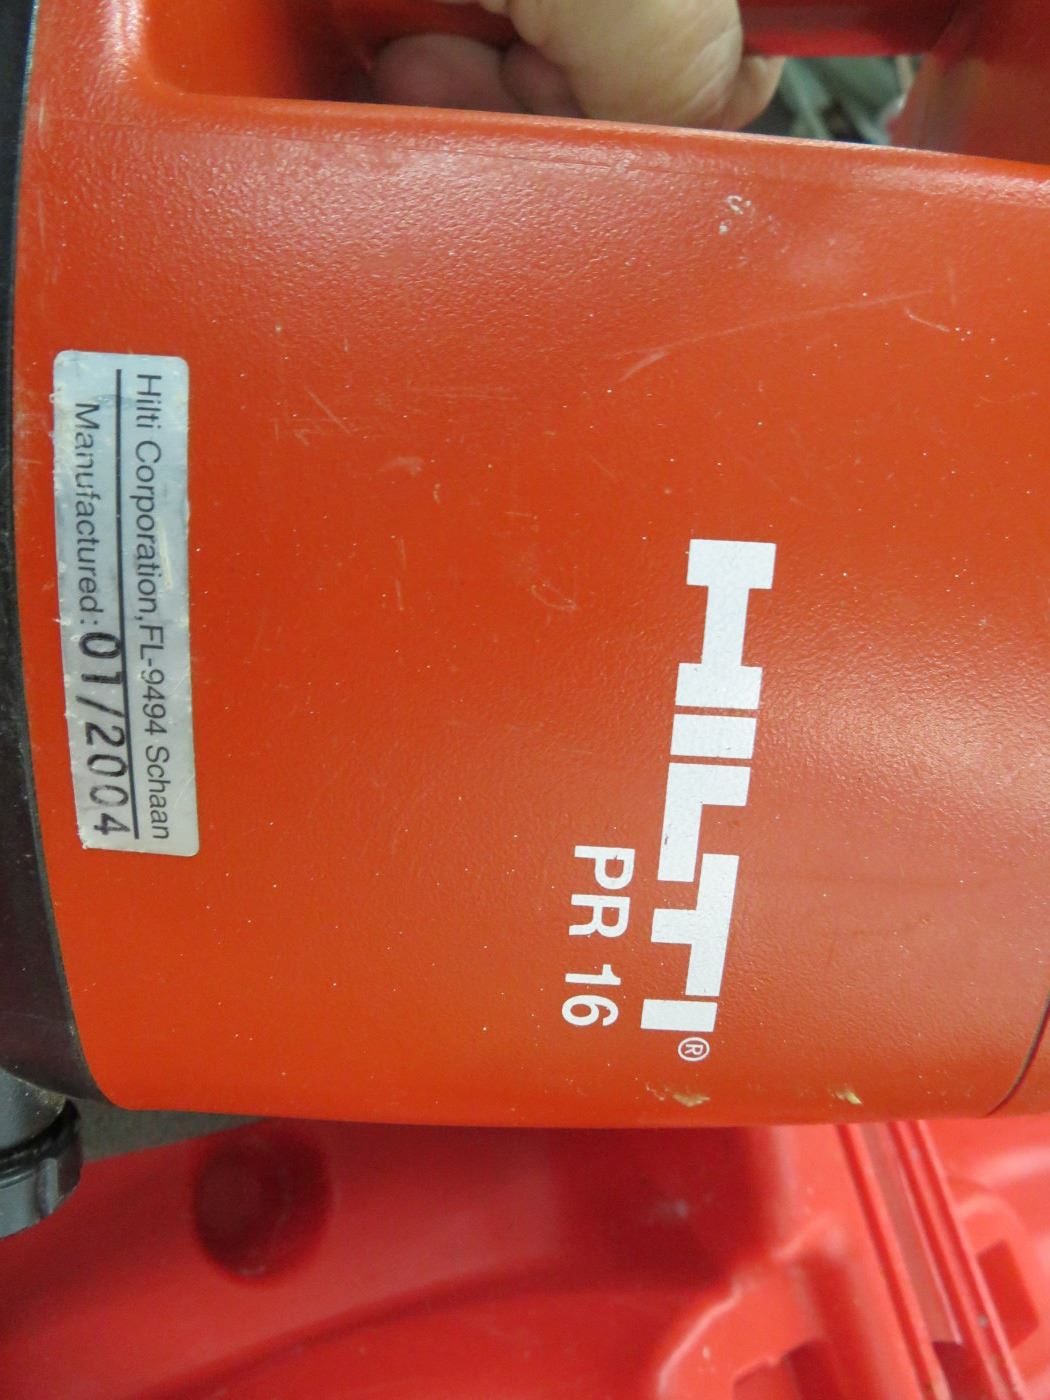 HILTI®
PR 16
Hilti Corporation, FL-9494 Schaan
Manufactured: 01/2004